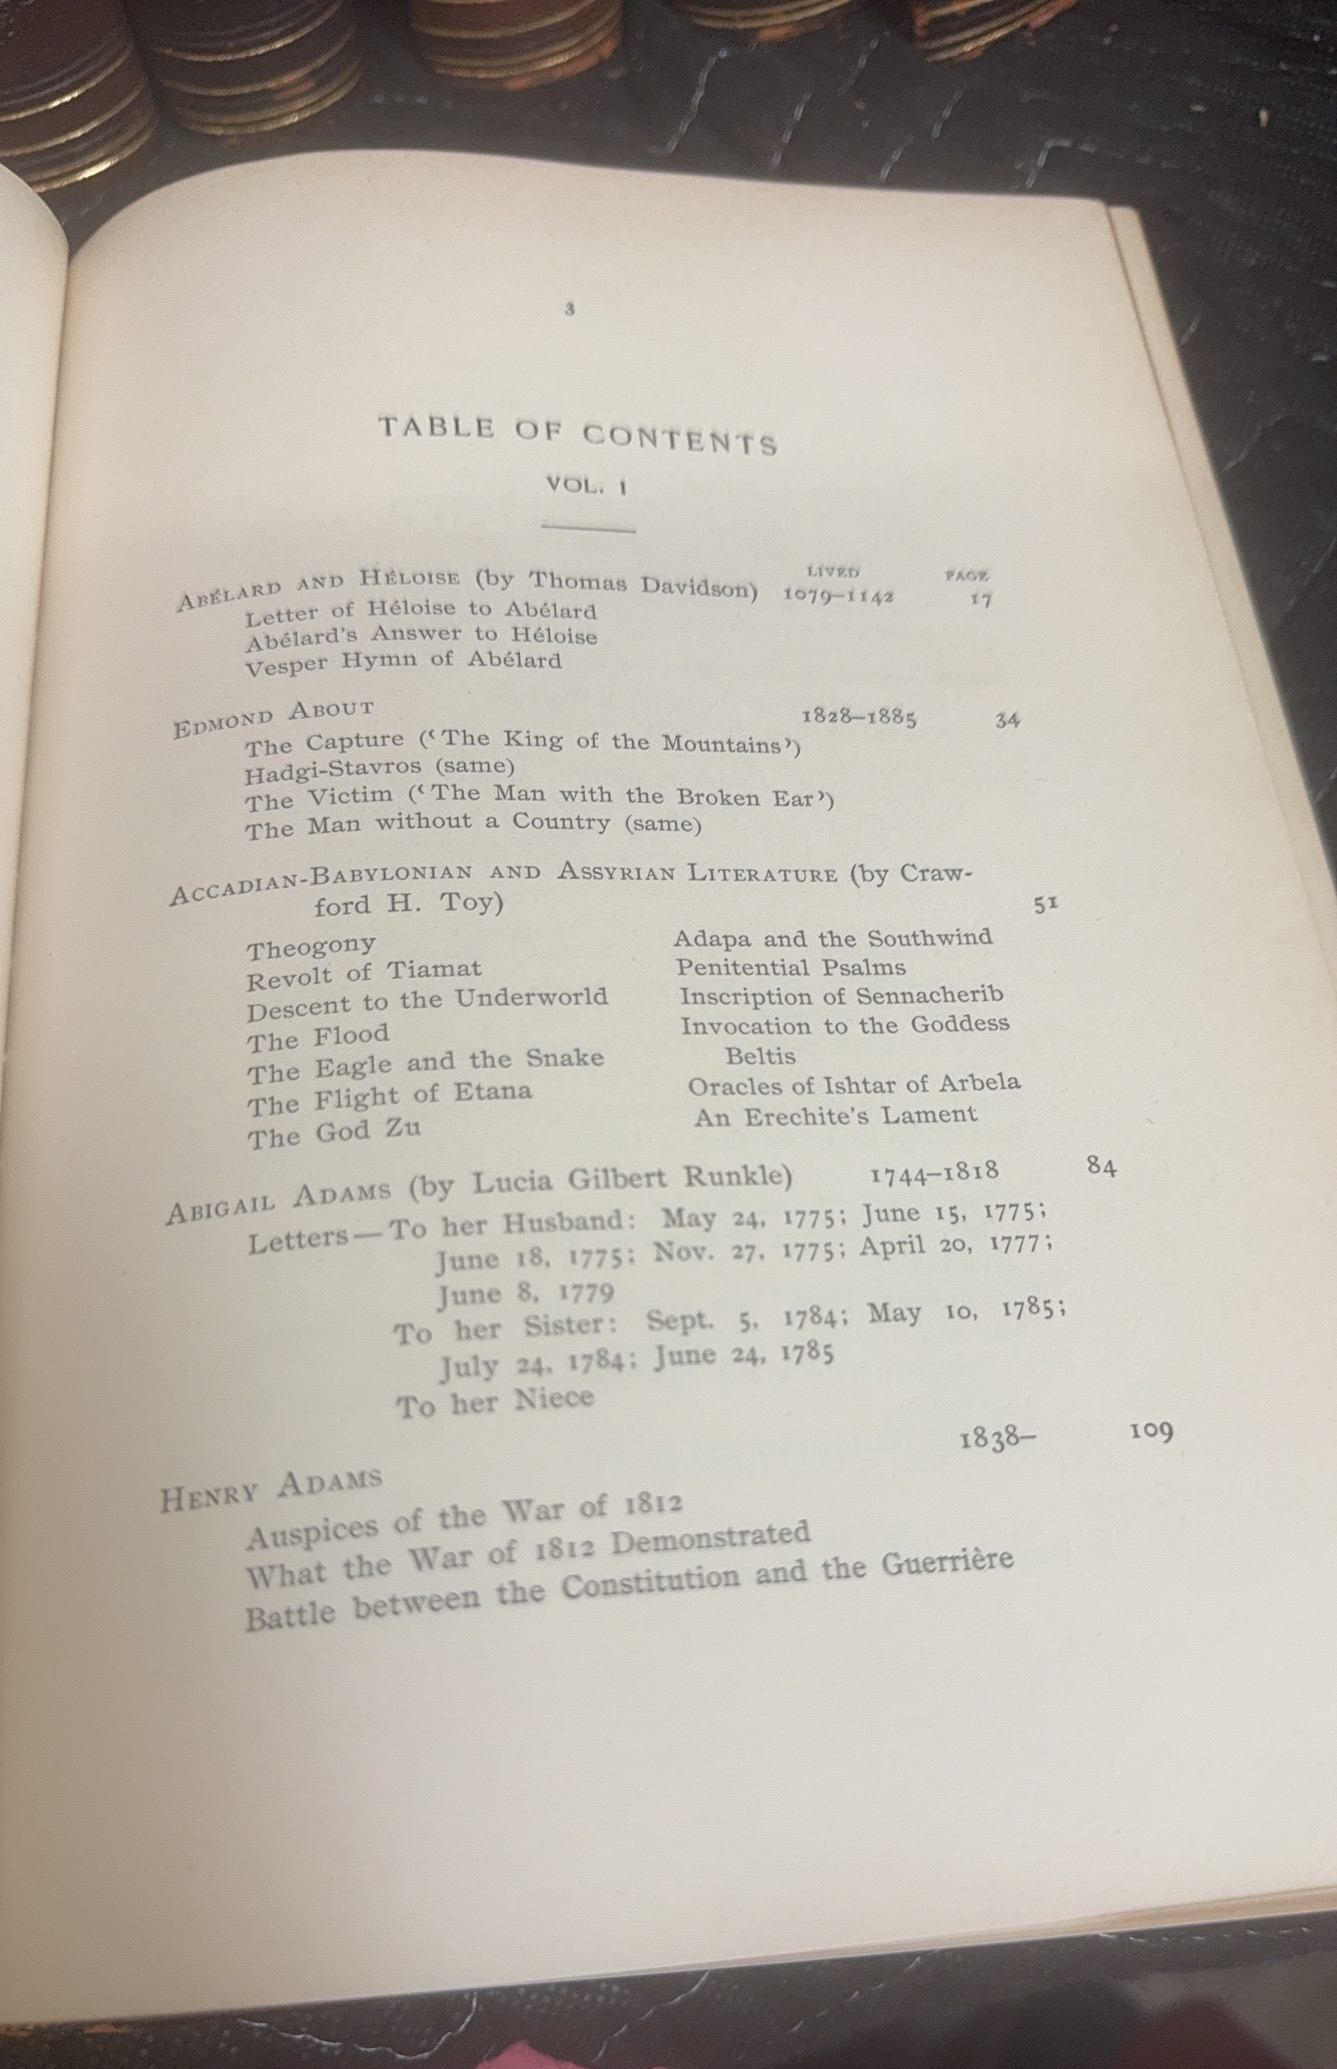 3
TABLE OF CONTENTS
VOL. I
LIVED PAGE
ABÉLARD AND HÉLOISE (by Thomas Davidson) 1079–1142 17
Letter of Héloise to Abélard
Abélard's Answer to Héloise
Vesper Hymn of Abélard
EDMOND ABOUT 1828–1885 34
The Capture (‘The King of the Mountains’)
Hadgi-Stavros (same)
The Victim (‘The Man with the Broken Ear’)
The Man without a Country (same)
ACCADIAN-BABYLONIAN AND ASSYRIAN LITERATURE (by Craw-
ford H. Toy) 51
Theogony
Revolt of Tiamat
Descent to the Underworld
The Flood
The Eagle and the Snake
The Flight of Etana
The God Zu
Adapa and the Southwind
Penitential Psalms
Inscription of Sennacherib
Invocation to the Goddess
Beltis
Oracles of Ishtar of Arbela
An Erechite's Lament
ABIGAIL ADAMS (by Lucia Gilbert Runkle) 1744–1818 84
Letters—To her Husband: May 24, 1775; June 15, 1775;
June 18, 1775; Nov. 27, 1775; April 20, 1777;
June 8, 1779
To her Sister: Sept. 5, 1784; May 10, 1785;
July 24, 1784; June 24, 1785
To her Niece
HENRY ADAMS 1838– 109
Auspices of the War of 1812
What the War of 1812 Demonstrated
Battle between the Constitution and the Guerrière